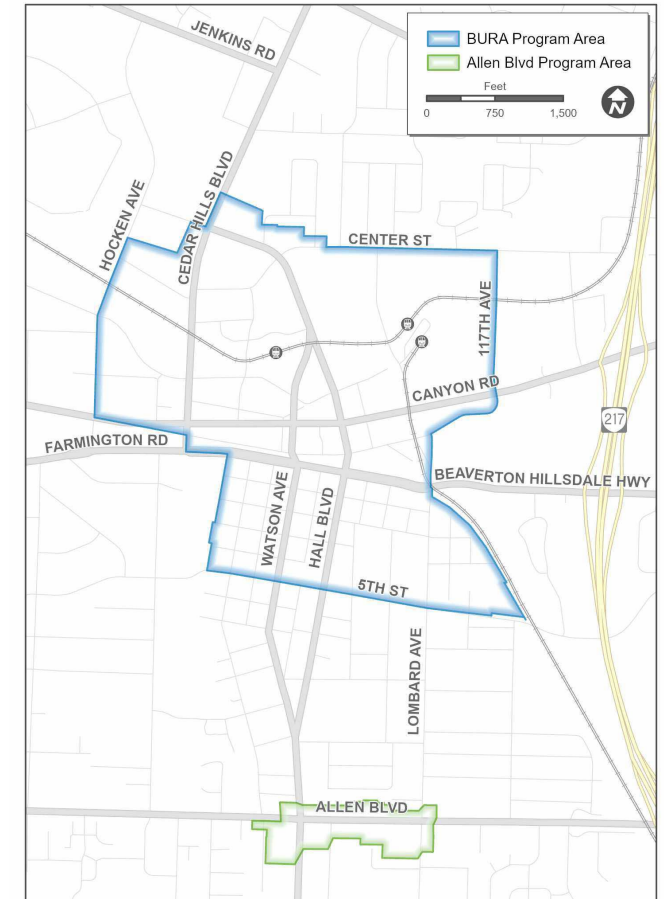 BURA Program Area
Allen Blvd Program Area
Feet
0 750 1,500
N
JENKINS RD
CEDAR HILLS BLVD
HOCKEN AVE
CENTER ST
117TH AVE
CANYON RD
217
FARMINGTON RD
BEAVERTON HILLSDALE HWY
WATSON AVE
HALL BLVD
5TH ST
LOMBARD AVE
ALLEN BLVD